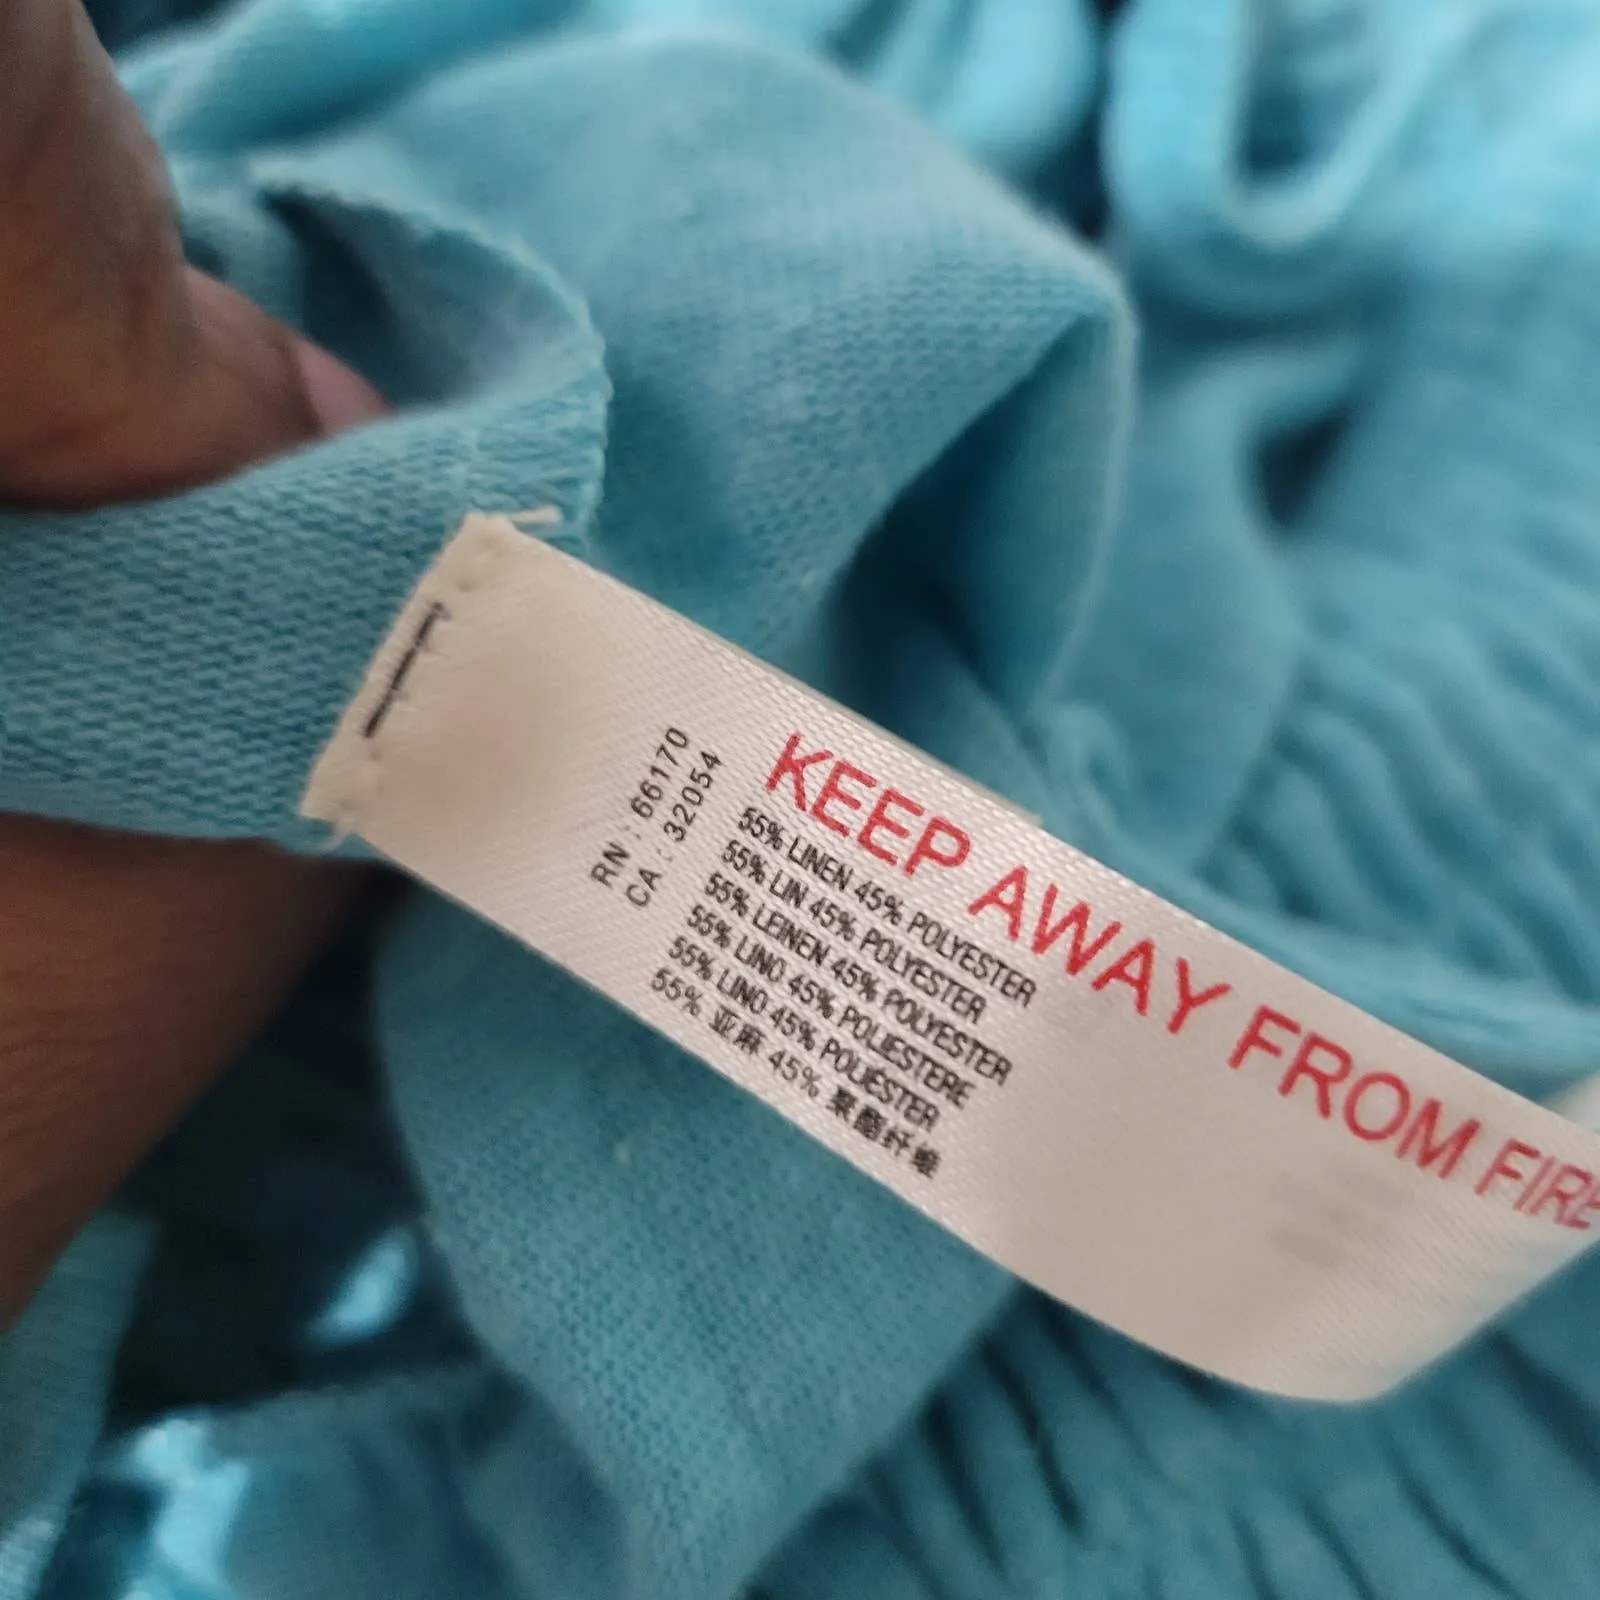 RN : 66170
CA : 32054
KEEP AWAY FROM FIRE
55% LINEN 45% POLYESTER
55% LIN 45% POLYESTER
55% LEINEN 45% POLYESTER
55% LINO 45% POLIESTERE
55% LINO 45% POLIÉSTER
55% 亚麻 45% 聚酯纤维